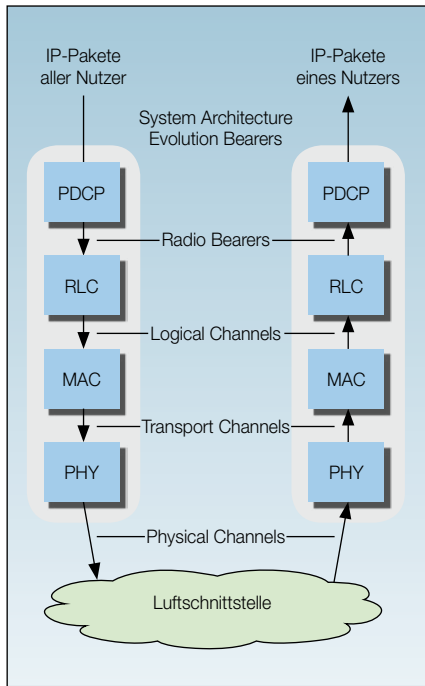 IP-Pakete
aller Nutzer
IP-Pakete
eines Nutzers
System Architecture
Evolution Bearers
PDCP
PDCP
Radio Bearers
RLC
RLC
Logical Channels
MAC
MAC
Transport Channels
PHY
PHY
Physical Channels
Luftschnittstelle